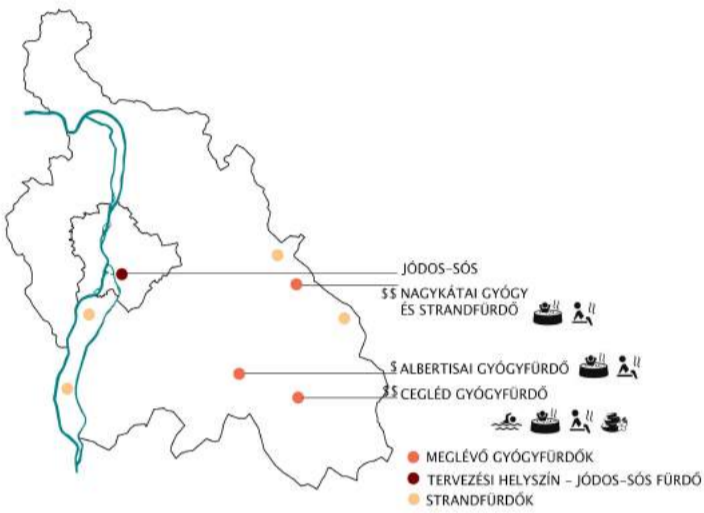 JÓDOS-SÓS
$$ NAGYKÁTAI GYÓGY
ÉS STRANDFÜRDŐ
$ ALBERTISAI GYÓGYFÜRDŐ
$$ CEGLÉD GYÓGYFÜRDŐ
MEGLÉVŐ GYÓGYFÜRDŐK
TERVEZÉSI HELYSZÍN - JÓDOS-SÓS FÜRDŐ
STRANDFÜRDŐK